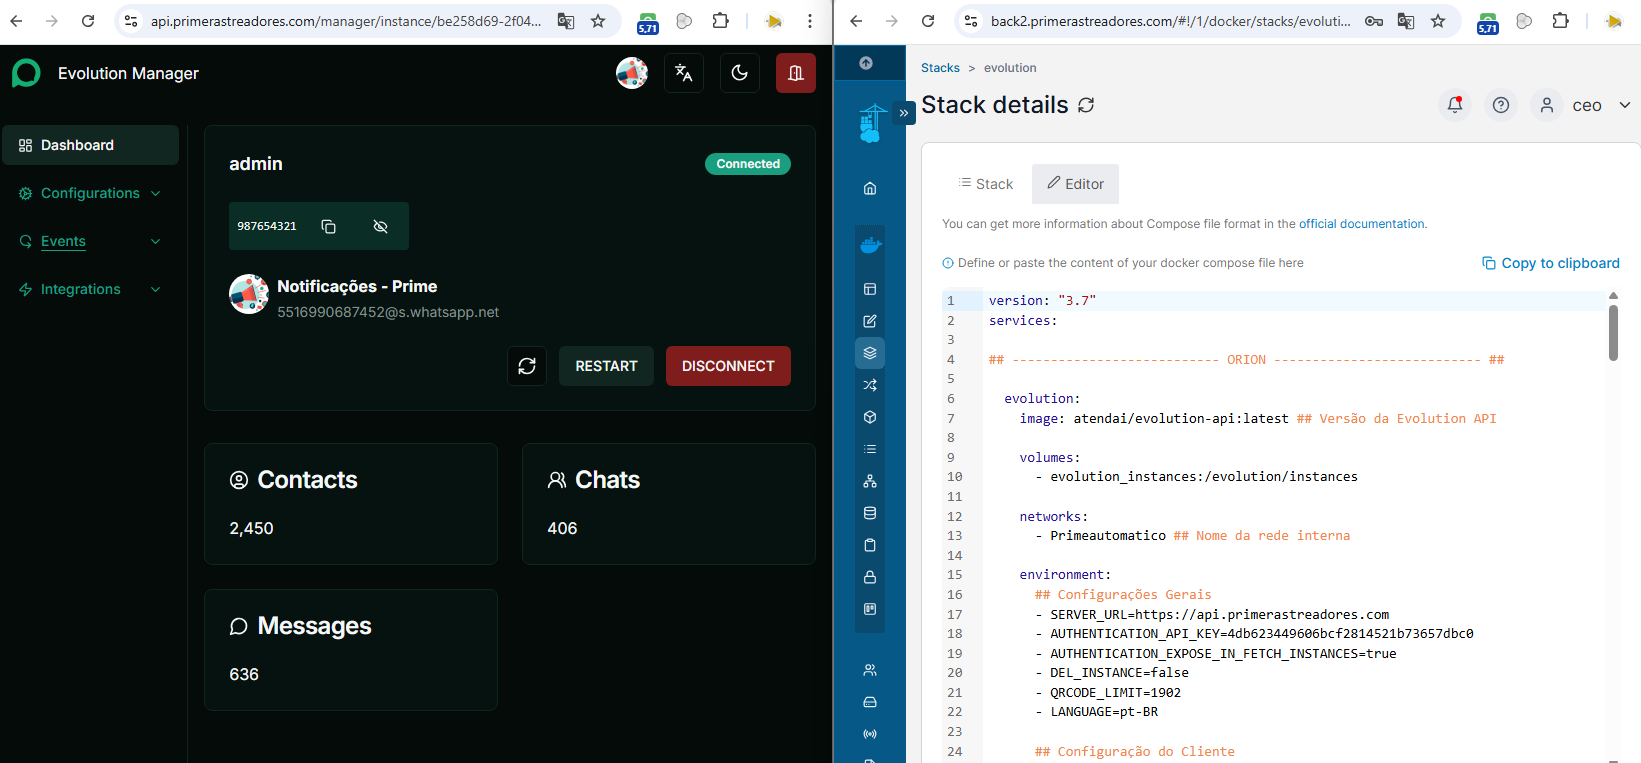 api.primerastreadores.com/manager/instance/be258d69-2f04...
5,71
Evolution Manager
Dashboard
Configurations
Events
Integrations
admin
Connected
987654321
Notificações - Prime
5516990687452@s.whatsapp.net
RESTART
DISCONNECT
Contacts
2,450
Chats
406
Messages
636
back2.primerastreadores.com/#!/1/docker/stacks/evoluti...
5,71
Stacks > evolution
Stack details
ceo
Stack
Editor
You can get more information about Compose file format in the official documentation.
Define or paste the content of your docker compose file here
Copy to clipboard
1 version: "3.7"
2 services:
3
4 ## --------------------------- ORION --------------------------- ##
5
6 evolution:
7 image: atendai/evolution-api:latest ## Versão da Evolution API
8
9 volumes:
10 - evolution_instances:/evolution/instances
11
12 networks:
13 - Primeautomatico ## Nome da rede interna
14
15 environment:
16 ## Configurações Gerais
17 - SERVER_URL=https://api.primerastreadores.com
18 - AUTHENTICATION_API_KEY=4db623449606bcf2814521b73657dbc0
19 - AUTHENTICATION_EXPOSE_IN_FETCH_INSTANCES=true
20 - DEL_INSTANCE=false
21 - QRCODE_LIMIT=1902
22 - LANGUAGE=pt-BR
23
24 ## Configuração do Cliente